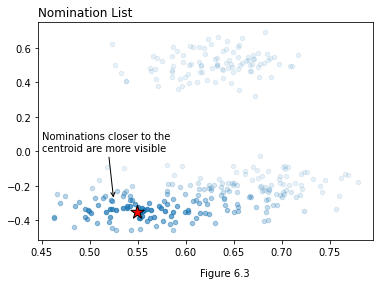 Nomination List
0.6
0.4
0.2
0.0
−0.2
−0.4
Nominations closer to the
centroid are more visible
0.45 0.50 0.55 0.60 0.65 0.70 0.75
Figure 6.3